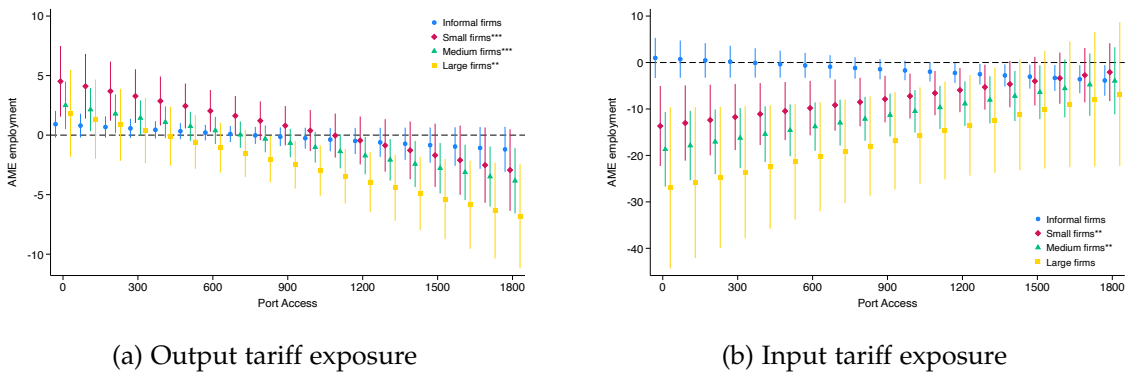 10
5
0
-5
-10
AME employment
0
300
600
900
1200
1500
1800
Port Access
Informal firms
Small firms***
Medium firms***
Large firms**
(a) Output tariff exposure
10
0
-10
-20
-30
-40
AME employment
0
300
600
900
1200
1500
1800
Port Access
Informal firms
Small firms**
Medium firms**
Large firms
(b) Input tariff exposure